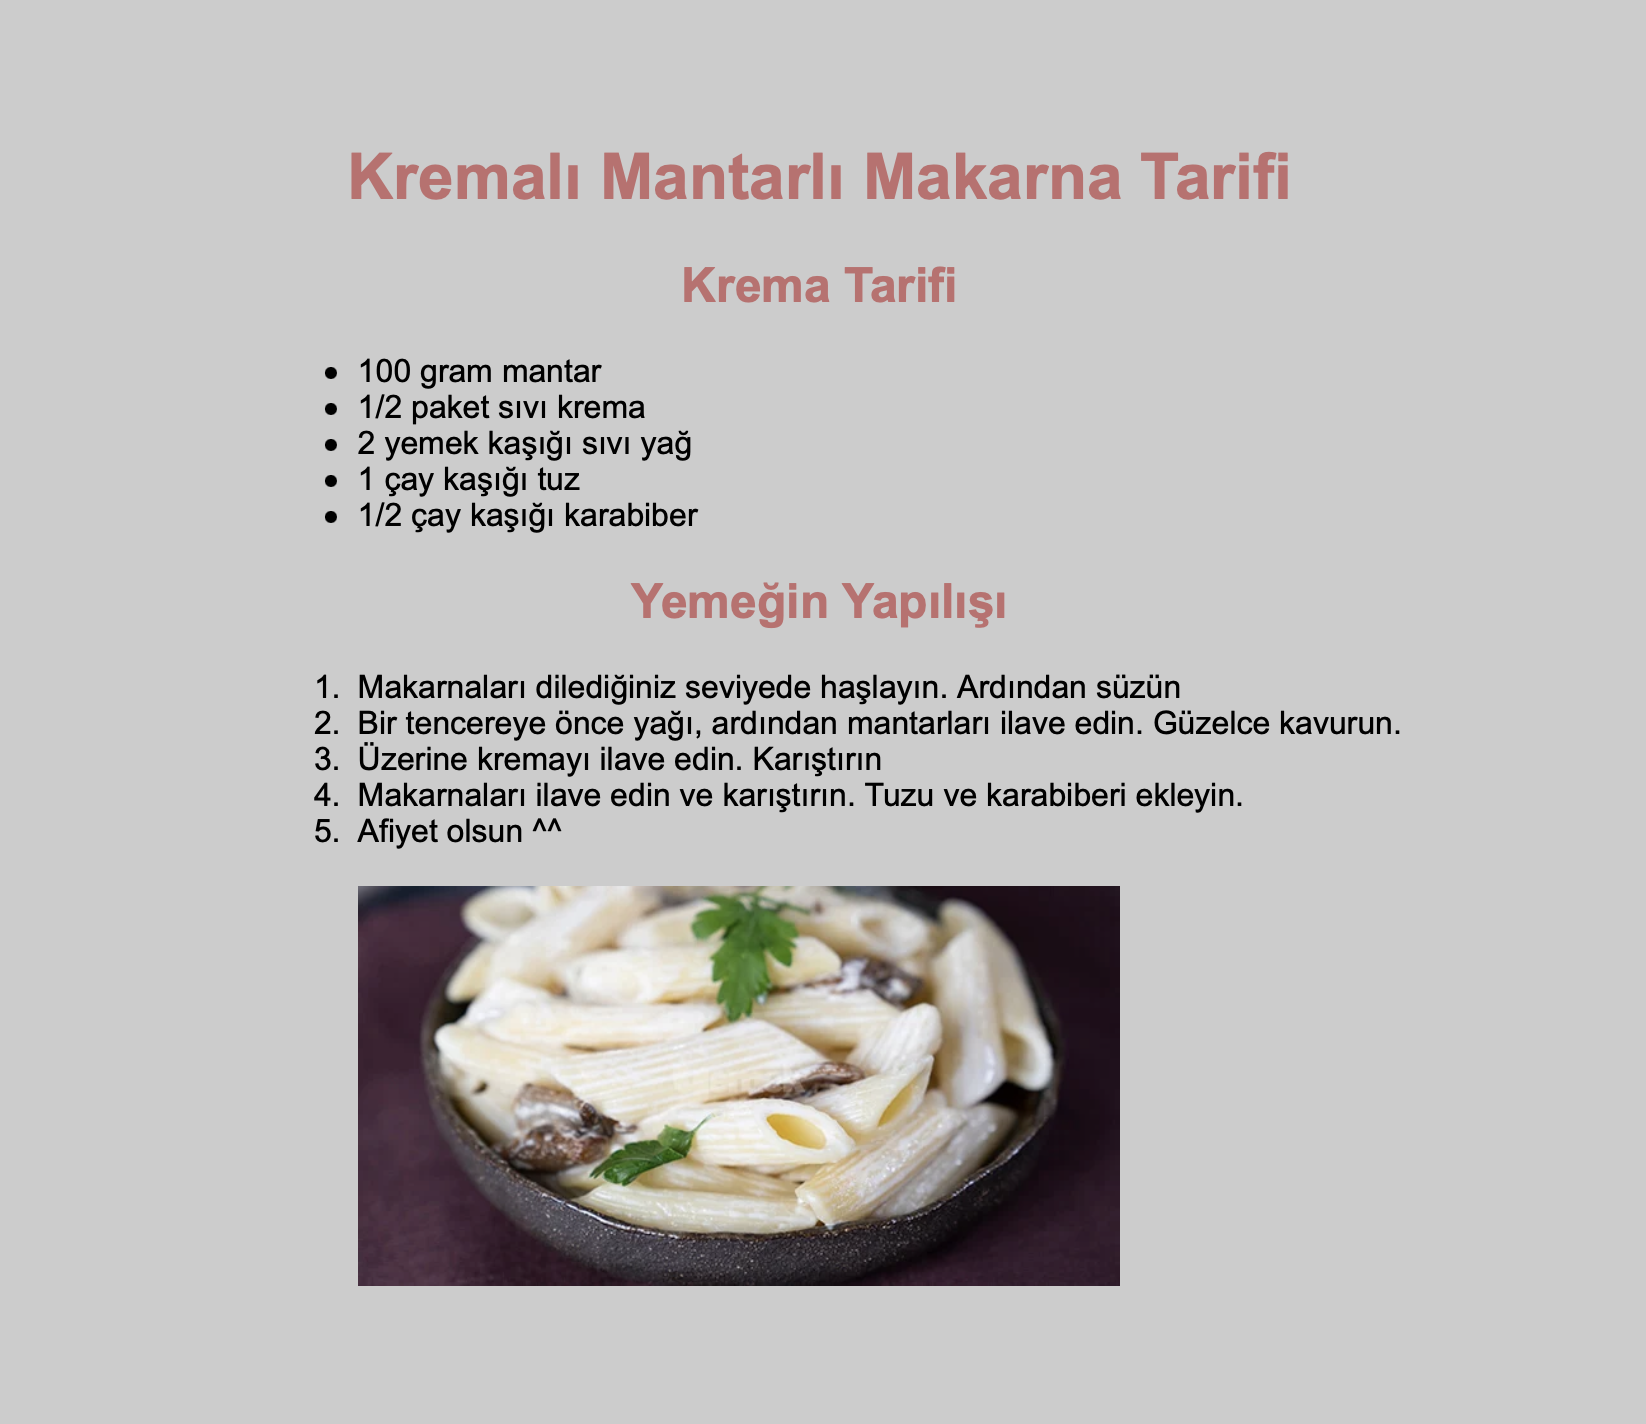 Kremalı Mantarlı Makarna Tarifi
Krema Tarifi
• 100 gram mantar
• 1/2 paket sıvı krema
• 2 yemek kaşığı sıvı yağ
• 1 çay kaşığı tuz
• 1/2 çay kaşığı karabiber
Yemeğin Yapılışı
1. Makarnaları dilediğiniz seviyede haşlayın. Ardından süzün
2. Bir tencereye önce yağı, ardından mantarları ilave edin. Güzelce kavurun.
3. Üzerine kremayı ilave edin. Karıştırın
4. Makarnaları ilave edin ve karıştırın. Tuzu ve karabiberi ekleyin.
5. Afiyet olsun ^^